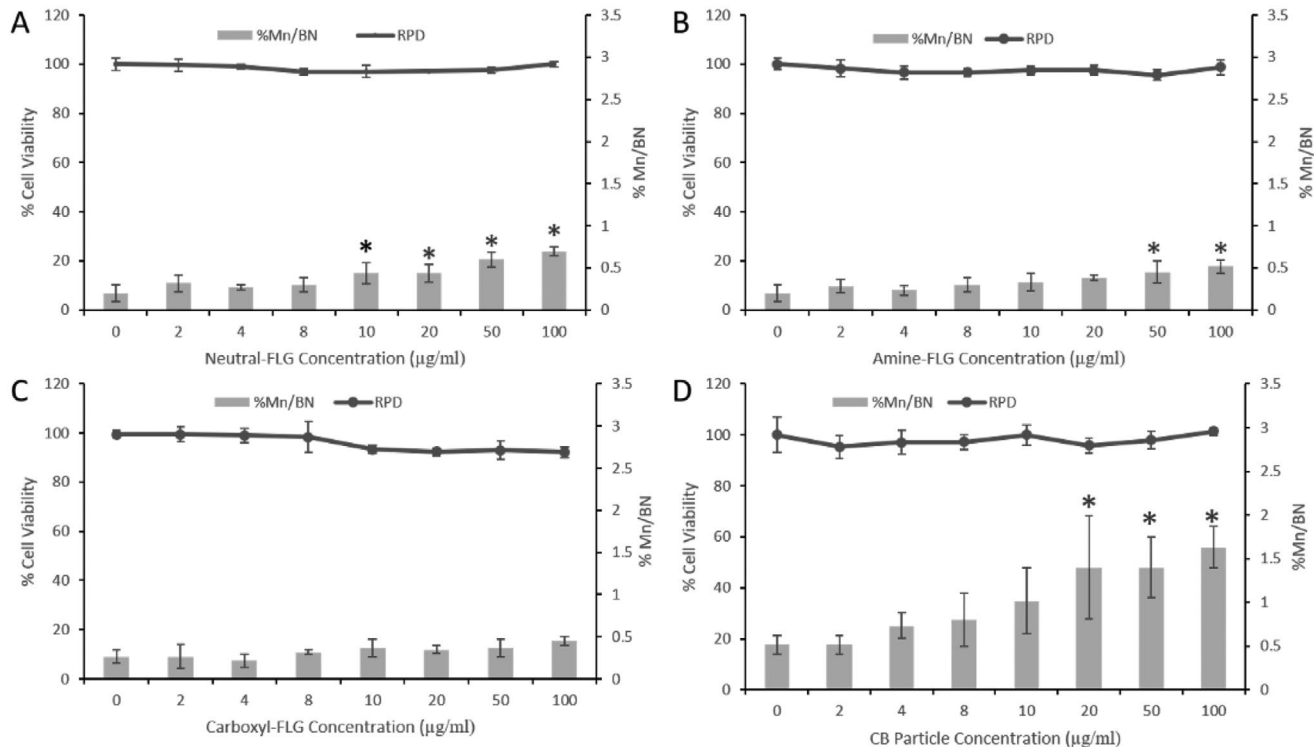 A
%Mn/BN RPD
% Cell Viability
120
100
80
60
40
20
0
3.5
3
2.5
2
1.5
1
0.5
0
% Mn/BN
* * * *
0 2 4 8 10 20 50 100
Neutral-FLG Concentration (µg/ml)
B
%Mn/BN RPD
% Cell Viability
120
100
80
60
40
20
0
3.5
3
2.5
2
1.5
1
0.5
0
% Mn/BN
* *
0 2 4 8 10 20 50 100
Amine-FLG Concentration (µg/ml)
C
%Mn/BN RPD
% Cell Viability
120
100
80
60
40
20
0
3.5
3
2.5
2
1.5
1
0.5
0
% Mn/BN
0 2 4 8 10 20 50 100
Carboxyl-FLG Concentration (µg/ml)
D
%Mn/BN RPD
% Cell Viability
120
100
80
60
40
20
0
3.5
3
2.5
2
1.5
1
0.5
0
%Mn/BN
* * *
0 2 4 8 10 20 50 100
CB Particle Concentration (µg/ml)